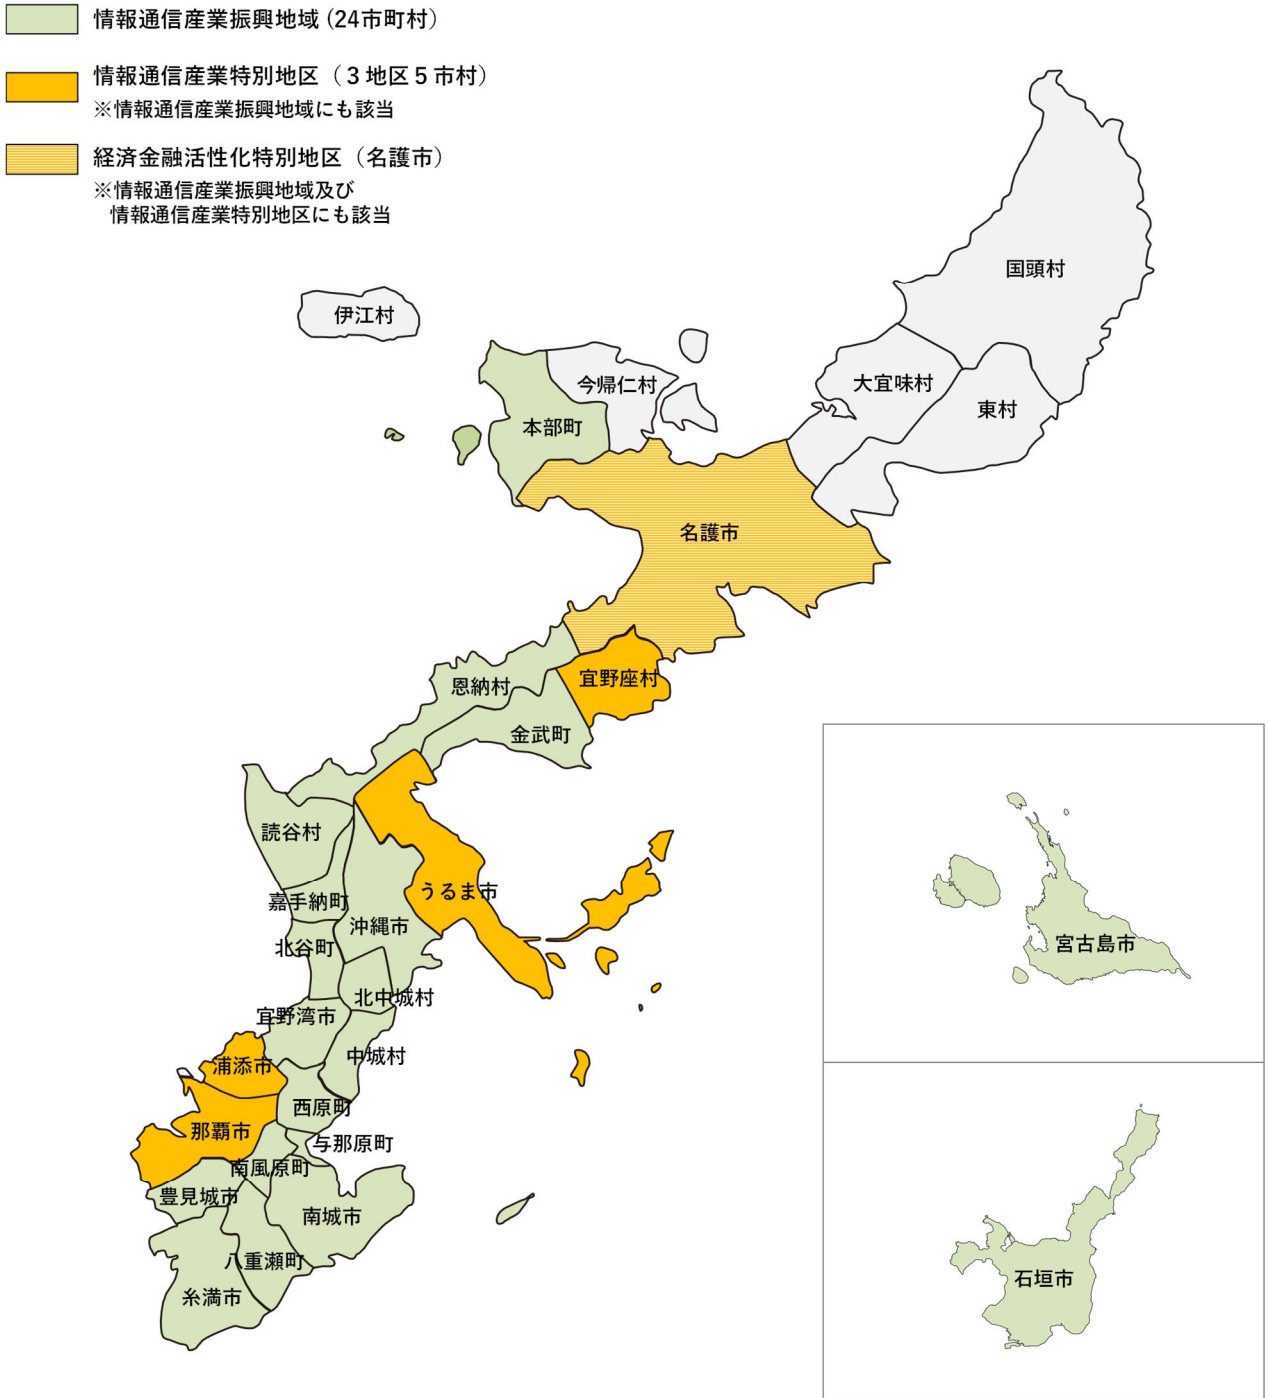 情報通信産業振興地域(24市町村)
情報通信産業特別地区（３地区５市村）
※情報通信産業振興地域にも該当
経済金融活性化特別地区（名護市）
※情報通信産業振興地域及び
情報通信産業特別地区にも該当
国頭村
伊江村
今帰仁村
大宜味村
東村
本部町
名護市
宜野座村
恩納村
金武町
読谷村
うるま市
嘉手納町
沖縄市
北谷町
宮古島市
北中城村
宜野湾市
中城村
浦添市
西原町
那覇市
与那原町
南風原町
豊見城市
南城市
八重瀬町
石垣市
糸満市